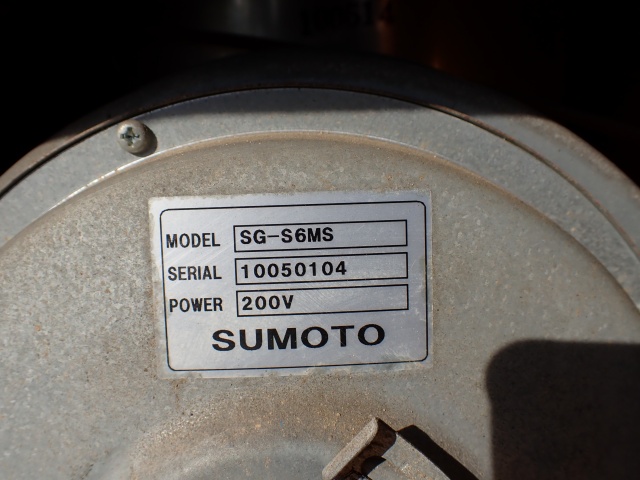 MODEL SG-S6MS
SERIAL 10050104
POWER 200V
SUMOTO